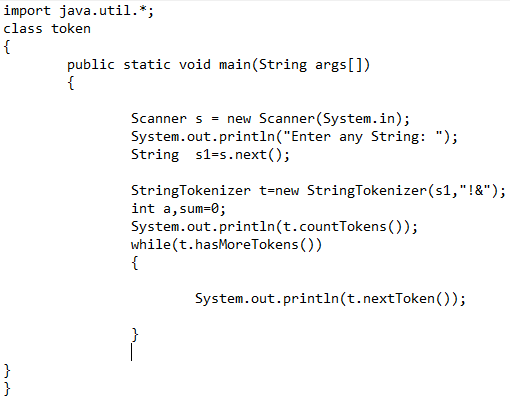 import java.util.*;
class token
{
public static void main(String args[])
{
Scanner s = new Scanner(System.in);
System.out.println("Enter any String: ");
String  s1=s.next();
StringTokenizer t=new StringTokenizer(s1,"!&");
int a,sum=0;
System.out.println(t.countTokens());
while(t.hasMoreTokens())
{
System.out.println(t.nextToken());
}
}
}